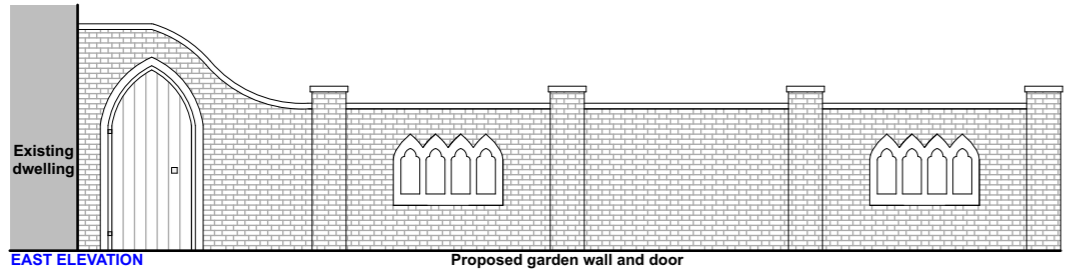 Existing
dwelling
EAST ELEVATION
Proposed garden wall and door